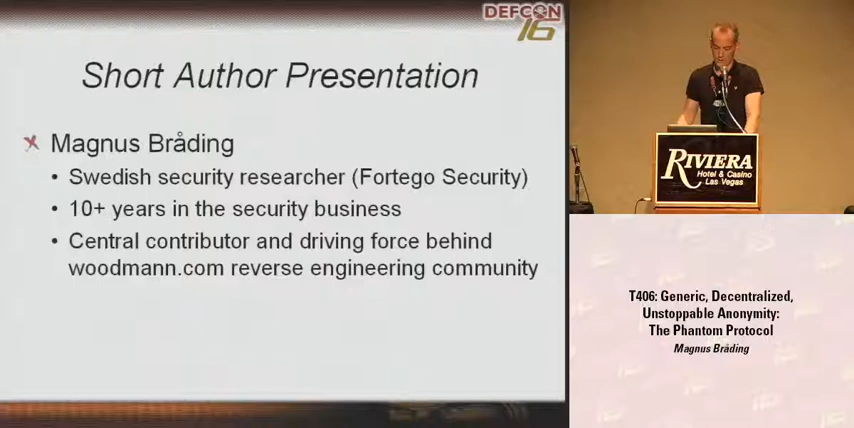 DEFCON
16
Short Author Presentation
Magnus Bråding
• Swedish security researcher (Fortego Security)
• 10+ years in the security business
• Central contributor and driving force behind
woodmann.com reverse engineering community
RIVIERA
Hotel & Casino
Las Vegas
T406: Generic, Decentralized,
Unstoppable Anonymity:
The Phantom Protocol
Magnus Bråding